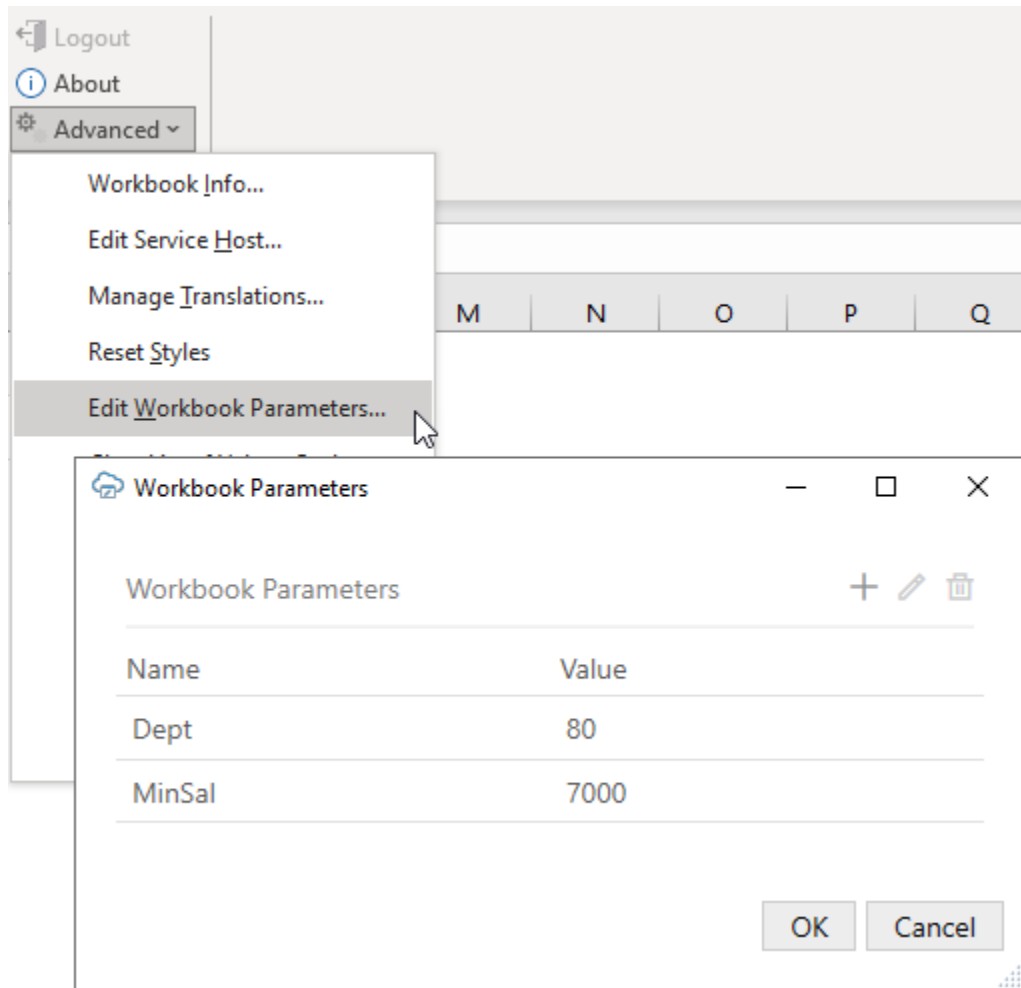 Logout
About
Advanced
Workbook Info...
Edit Service Host...
Manage Translations...
Reset Styles
Edit Workbook Parameters...
M N O P Q
Workbook Parameters
Workbook Parameters
Name Value
Dept 80
MinSal 7000
OK Cancel